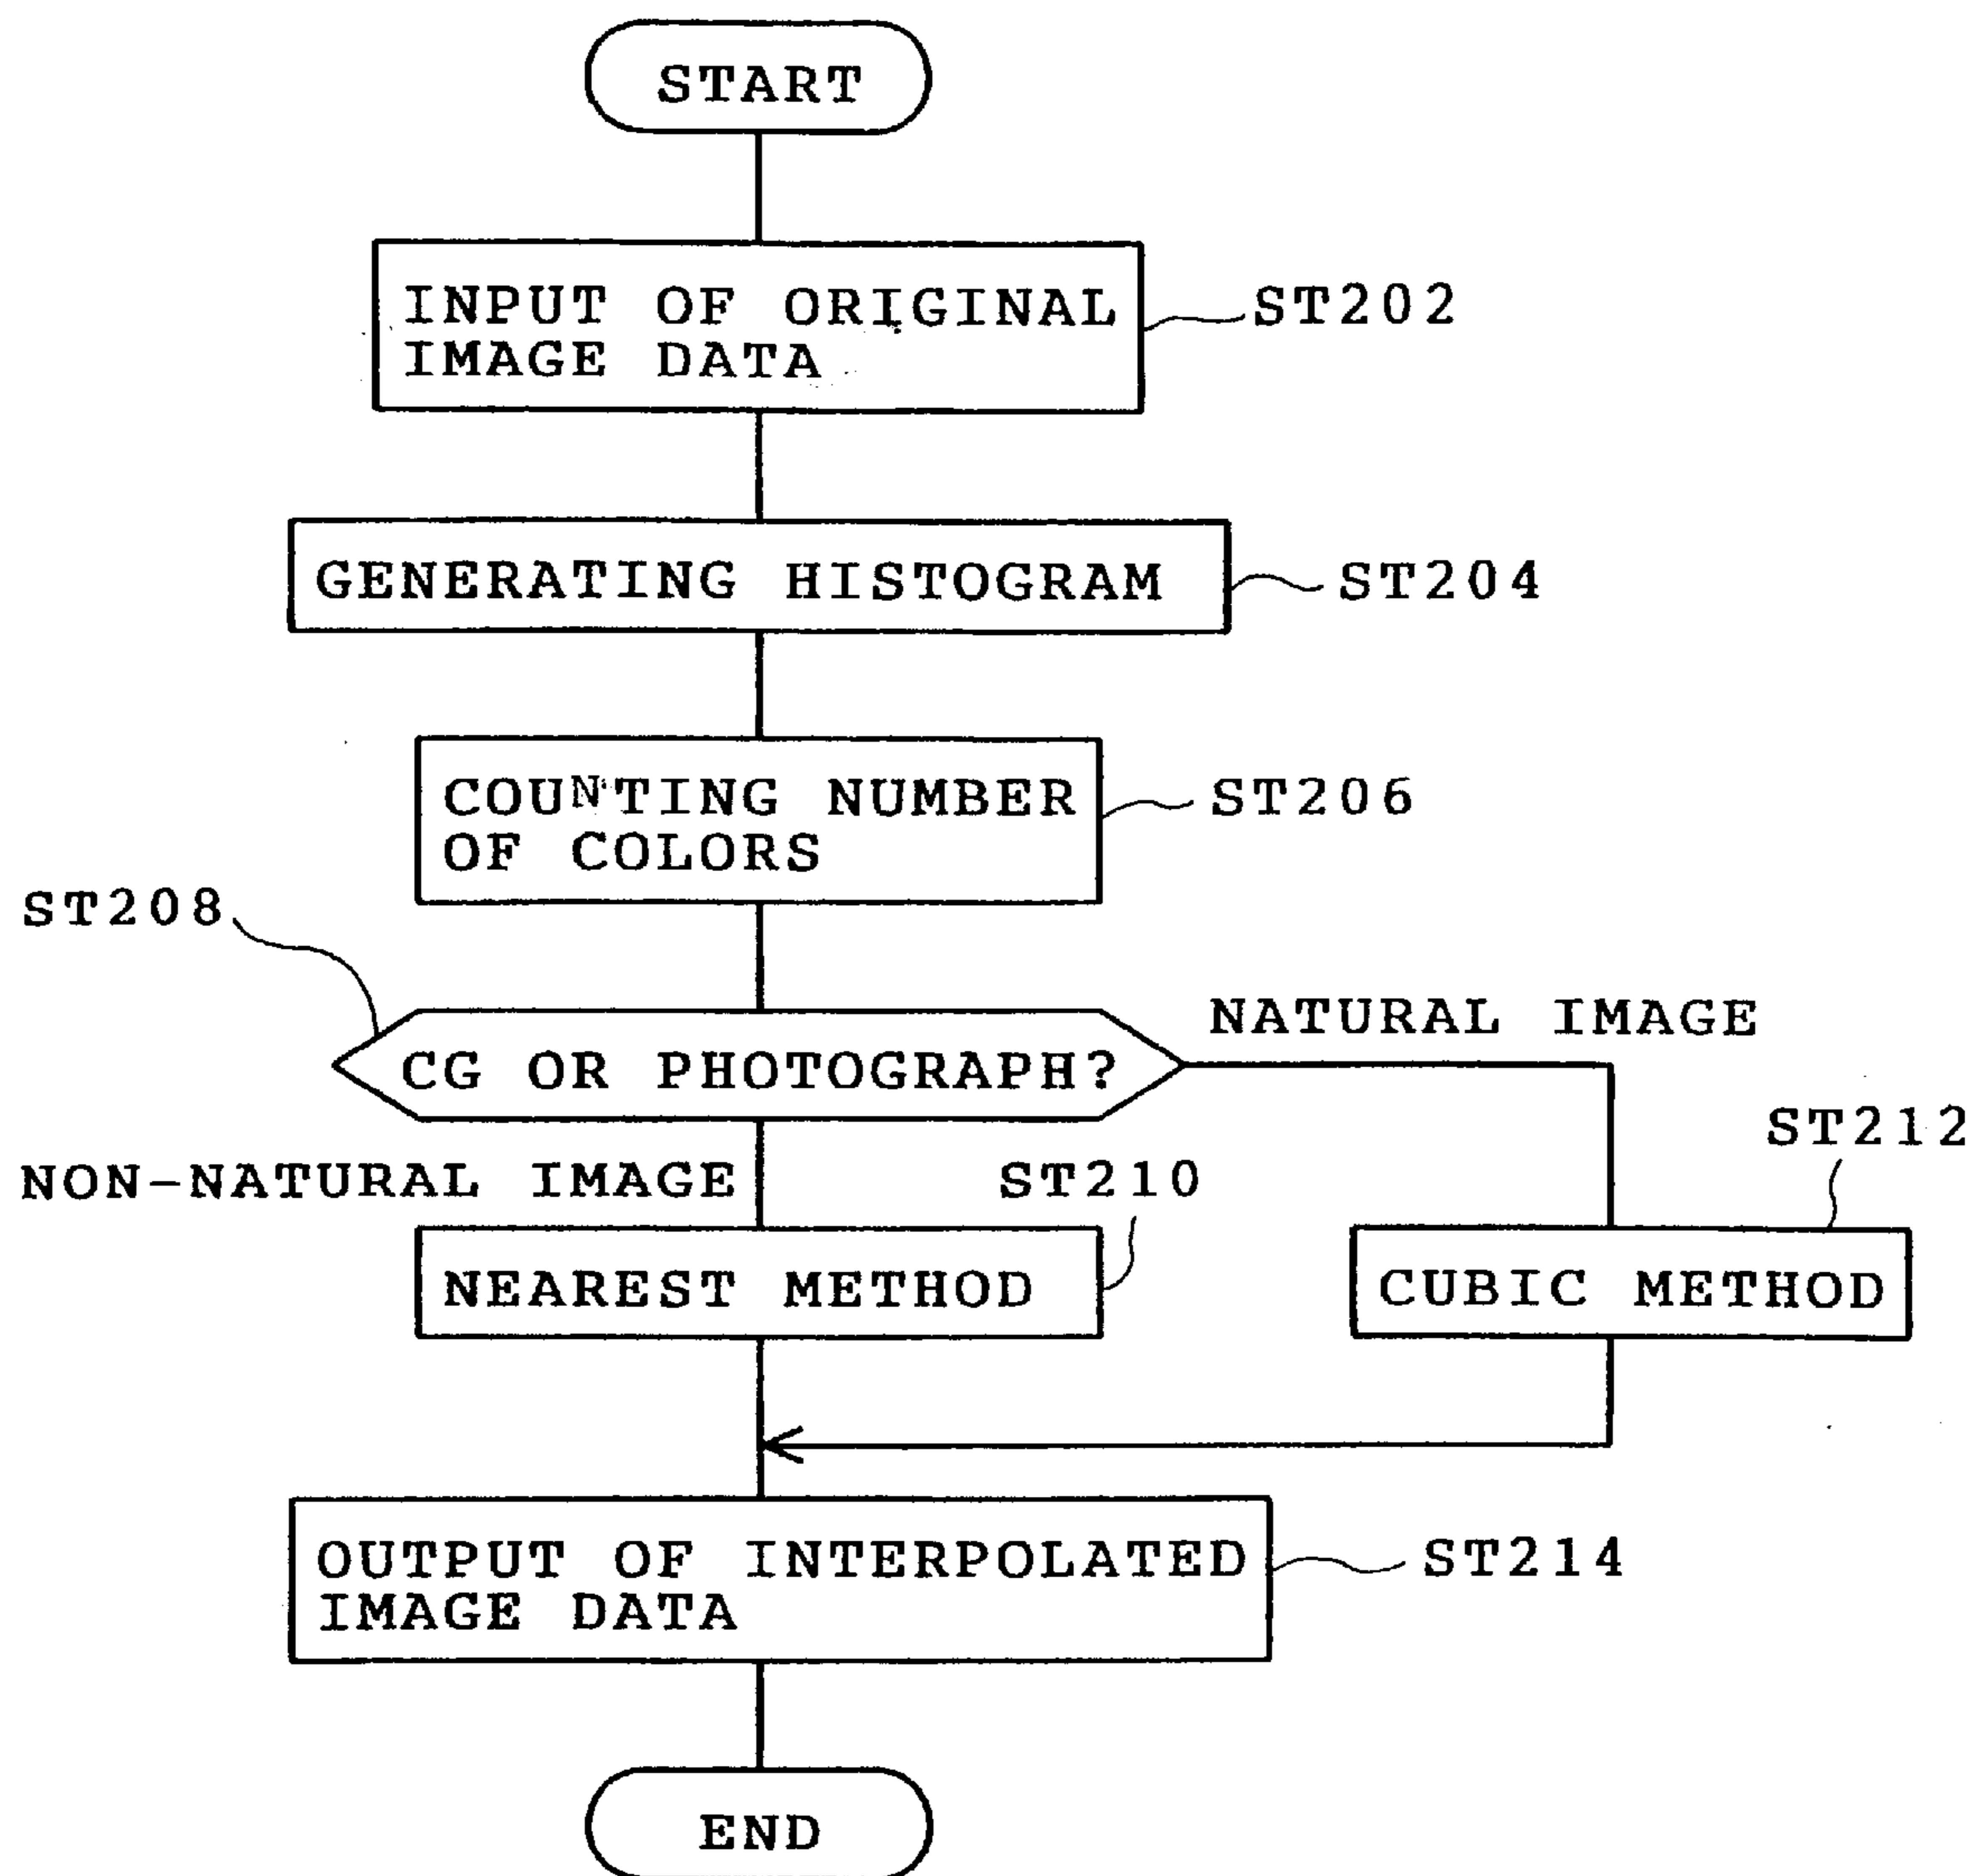 START
INPUT OF ORIGINAL
IMAGE DATA
ST202
GENERATING HISTOGRAM
ST204
COUNTING NUMBER
OF COLORS
ST206
ST208
CG OR PHOTOGRAPH?
NATURAL IMAGE
ST212
NON-NATURAL IMAGE
ST210
NEAREST METHOD
CUBIC METHOD
OUTPUT OF INTERPOLATED
IMAGE DATA
ST214
END